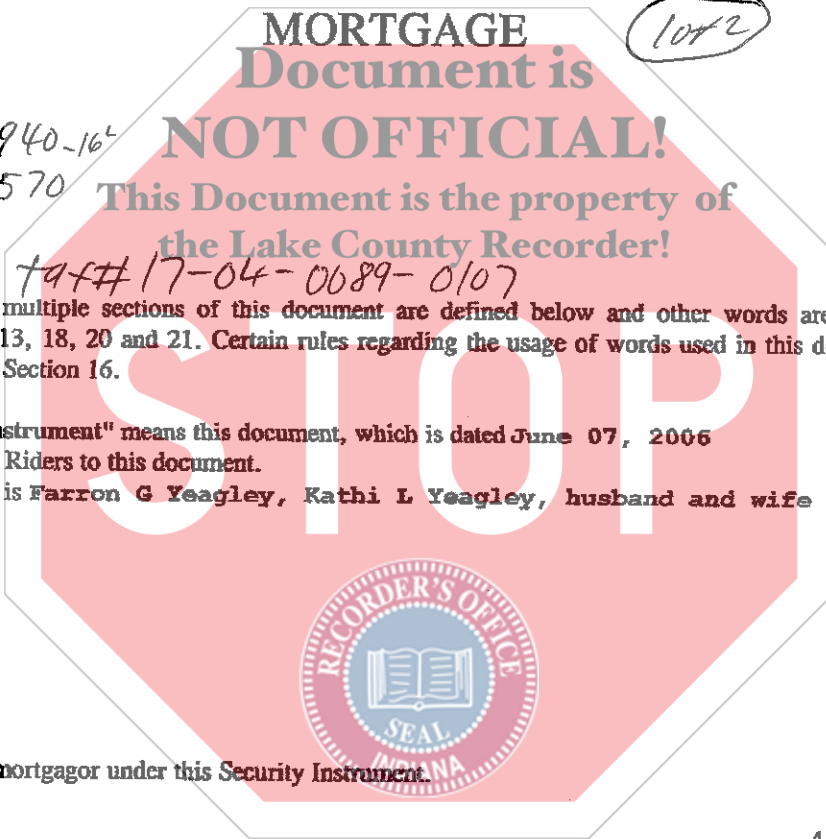 MORTGAGE
1 of 2
Document is
NOT OFFICIAL!
940-16L
570
This Document is the property of
the Lake County Recorder!
tax# 17-04-0089-0107
multiple sections of this document are defined below and other words are
13, 18, 20 and 21. Certain rules regarding the usage of words used in this d
Section 16.
STOP
strument" means this document, which is dated June 07, 2006
Riders to this document.
is Farron G Yeagley, Kathi L Yeagley, husband and wife
RECORDER'S OFFICE
SEAL
INDIANA
mortgagor under this Security Instrument.